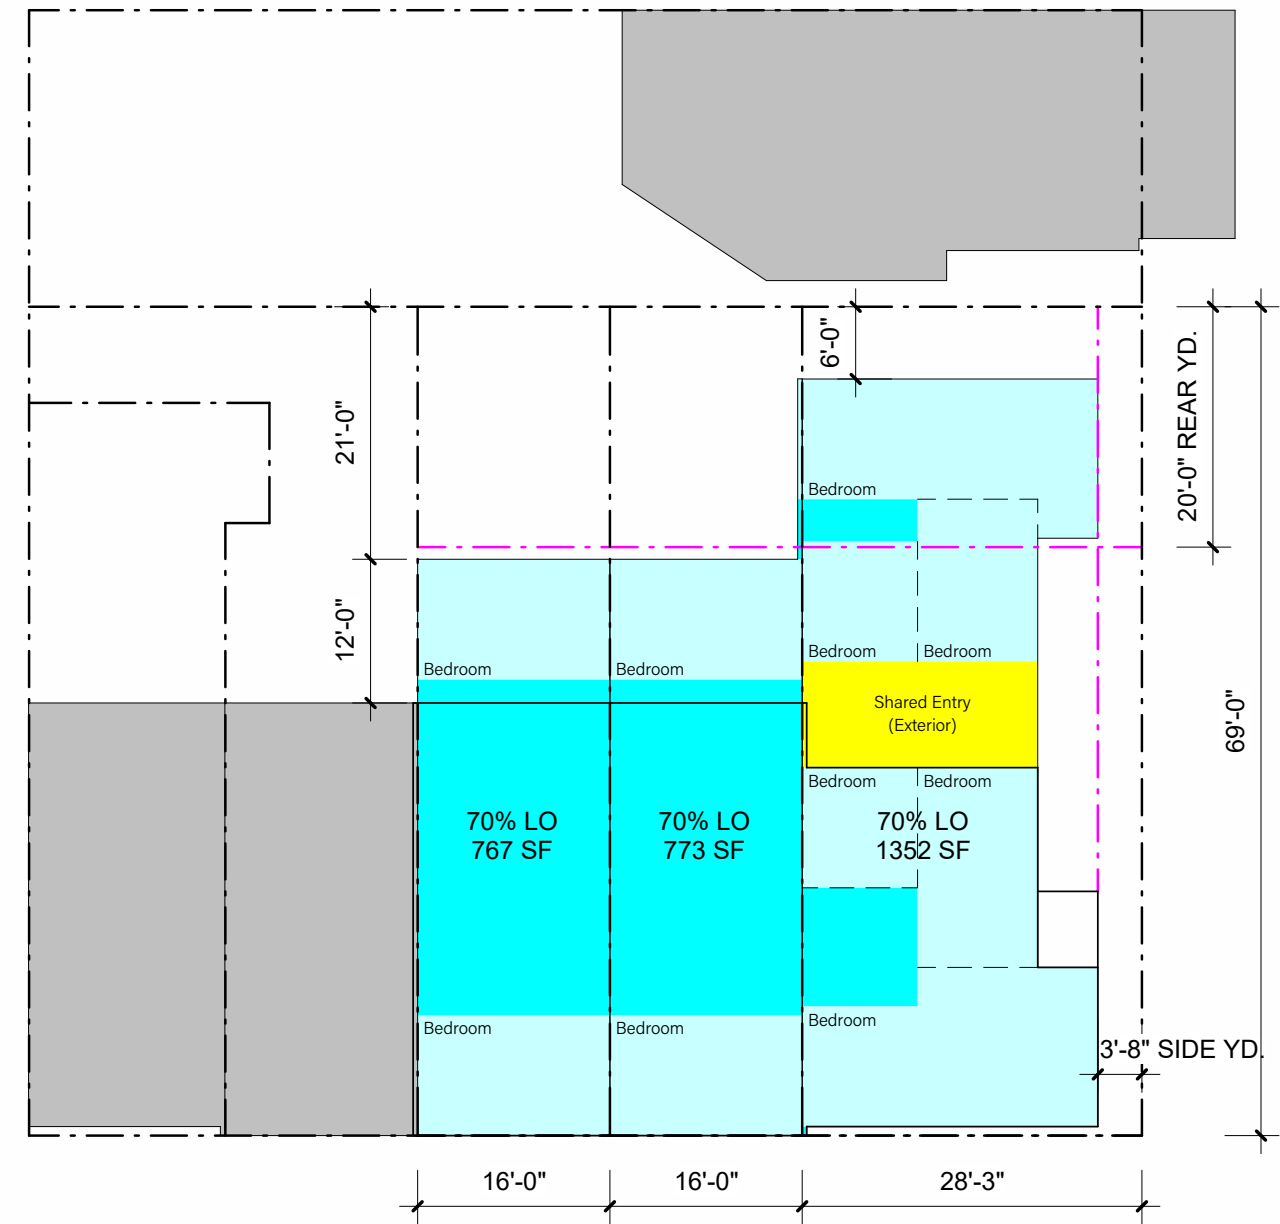 6'-0"
20'-0" REAR YD.
21'-0"
Bedroom
12'-0"
Bedroom
Bedroom
Bedroom
Bedroom
Shared Entry
(Exterior)
69'-0"
Bedroom
Bedroom
70% LO
767 SF
70% LO
773 SF
70% LO
1352 SF
Bedroom
Bedroom
Bedroom
3'-8" SIDE YD.
16'-0"
16'-0"
28'-3"